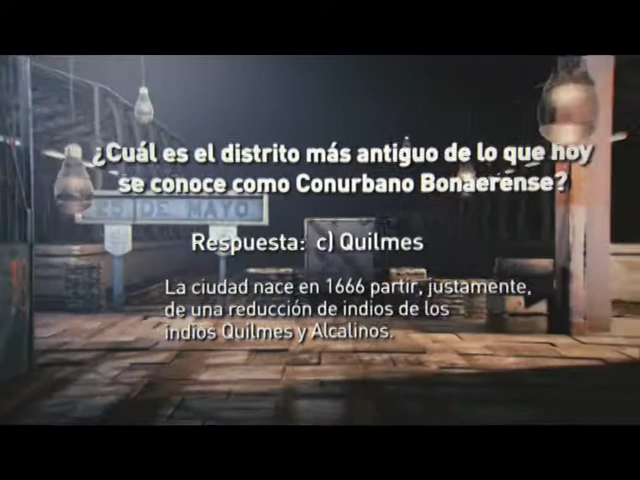 ¿Cuál es el distrito más antiguo de lo que hoy
se conoce como Conurbano Bonaerense?
25 DE MAYO
Respuesta: c) Quilmes
La ciudad nace en 1666 partir, justamente,
de una reducción de indios de los
indios Quilmes y Alcalinos.